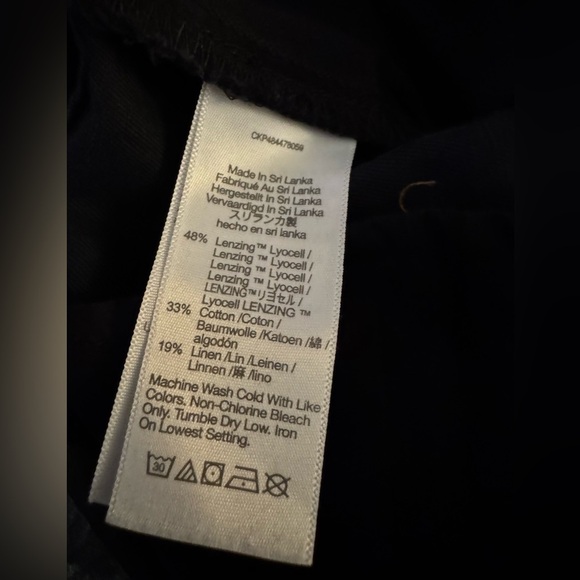 CKP484478059
Made In Sri Lanka
Fabriqué Au Sri Lanka
Hergestellt In Sri Lanka
Vervaardigd In Sri Lanka
スリランカ製
hecho en sri lanka
48% Lenzing™ Lyocell /
Lenzing ™ Lyocell /
Lenzing ™ Lyocell /
Lenzing ™ Lyocell /
LENZING™リヨセル /
Lyocell LENZING ™
33% Cotton /Coton /
Baumwolle /Katoen /綿 /
algodón
19% Linen /Lin /Leinen /
Linnen /麻 /lino
Machine Wash Cold With Like
Colors. Non-Chlorine Bleach
Only. Tumble Dry Low. Iron
On Lowest Setting.
30